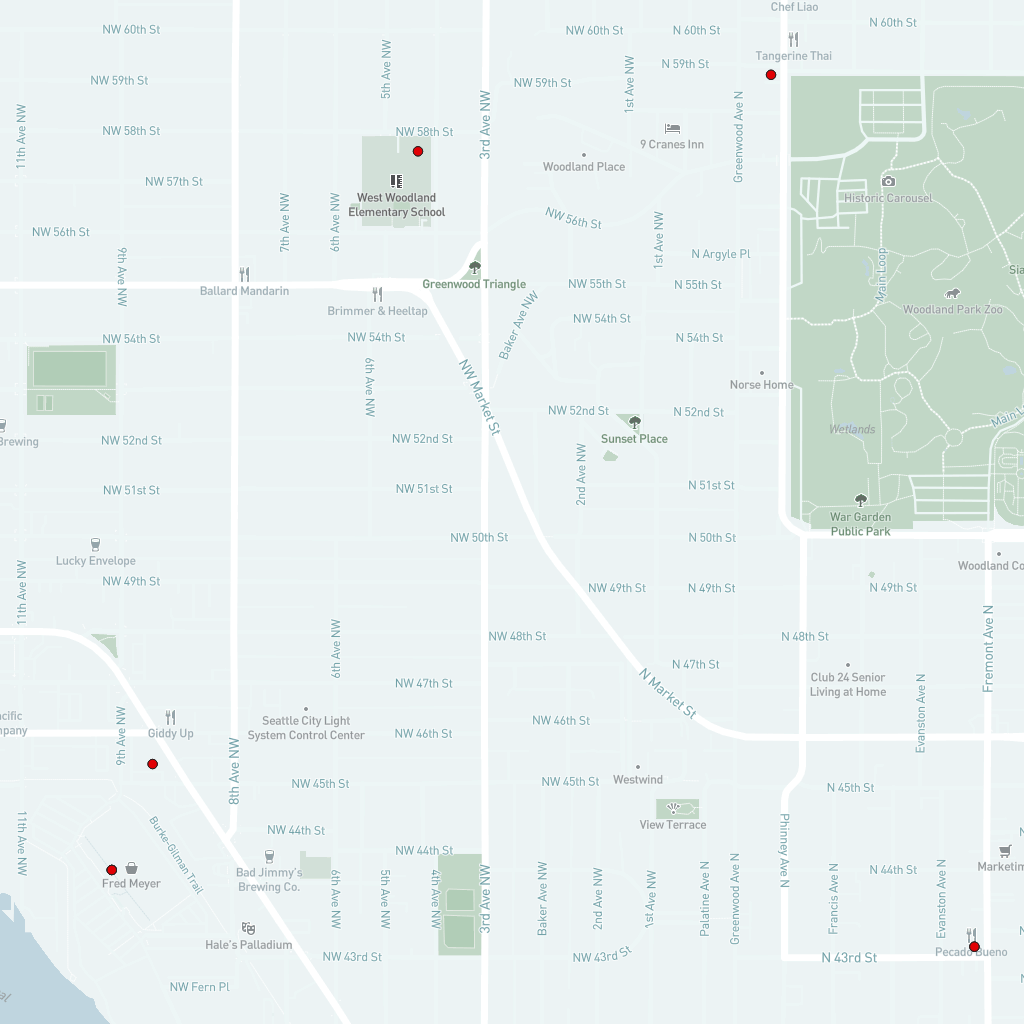 Chef Liao
NW 60th St
NW 60th St
N 60th St
N 60th St
Tangerine Thai
5th Ave NW
N 59th St
NW 59th St
NW 59th St
1st Ave NW
3rd Ave NW
Greenwood Ave N
11th Ave NW
NW 58th St
NW 58th St
9 Cranes Inn
Woodland Place
NW 57th St
West Woodland
Elementary School
Historic Carousel
7th Ave NW
6th Ave NW
NW 56th St
NW 56th St
1st Ave NW
N Argyle Pl
9th Ave NW
Main Loop
Ballard Mandarin
Greenwood Triangle
NW 55th St
N 55th St
Brimmer & Heeltap
Woodland Park Zoo
Baker Ave NW
NW 54th St
NW 54th St
NW 54th St
N 54th St
6th Ave NW
NW Market St
Norse Home
NW 52nd St
N 52nd St
Main L
Brewing
NW 52nd St
NW 52nd St
Sunset Place
Wetlands
2nd Ave NW
NW 51st St
NW 51st St
N 51st St
War Garden
Public Park
NW 50th St
N 50th St
Lucky Envelope
Woodland Co
11th Ave NW
NW 49th St
NW 49th St
N 49th St
N 49th St
NW 48th St
N 48th St
Fremont Ave N
6th Ave NW
N 47th St
NW 47th St
N Market St
Club 24 Senior
Living at Home
Evanston Ave N
acific
mpany
9th Ave NW
Giddy Up
Seattle City Light
System Control Center
NW 46th St
NW 46th St
8th Ave NW
NW 45th St
NW 45th St
Westwind
N 45th St
11th Ave NW
Burke-Gilman Trail
NW 44th St
View Terrace
Phinney Ave N
NW 44th St
Bad Jimmy's
Brewing Co.
Fred Meyer
6th Ave NW
5th Ave NW
4th Ave NW
3rd Ave NW
Baker Ave NW
2nd Ave NW
1st Ave NW
Palatine Ave N
Greenwood Ave N
Francis Ave N
N 44th St
Evanston Ave N
Marketim
Hale's Palladium
NW 43rd St
NW 43rd St
N 43rd St
Pecado Bueno
NW Fern Pl